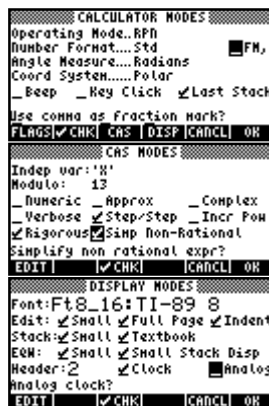 CALCULATOR MODES
Operating Mode..RPN
Number Format....Std _FM,
Angle Measure....Radians
Coord System.....Polar
_Beep _Key Click ✓Last Stack
Use comma as fraction mark?
FLAGS ✓CHK CAS DISP CANCL OK
CAS MODES
Indep var:'X'
Modulo: 13
_Numeric _Approx _Complex
_Verbose ✓Step/Step _Incr Pow
✓Rigorous ✓Simp Non-Rational
Simplify non rational expr?
EDIT ✓CHK CANCL OK
DISPLAY MODES
Font:Ft8_16:TI-89 8
Edit: ✓Small ✓Full Page ✓Indent
Stack: ✓Small ✓Textbook
EQW: ✓Small ✓Small Stack Disp
Header:2 ✓Clock _Analog
Analog clock?
EDIT ✓CHK CANCL OK